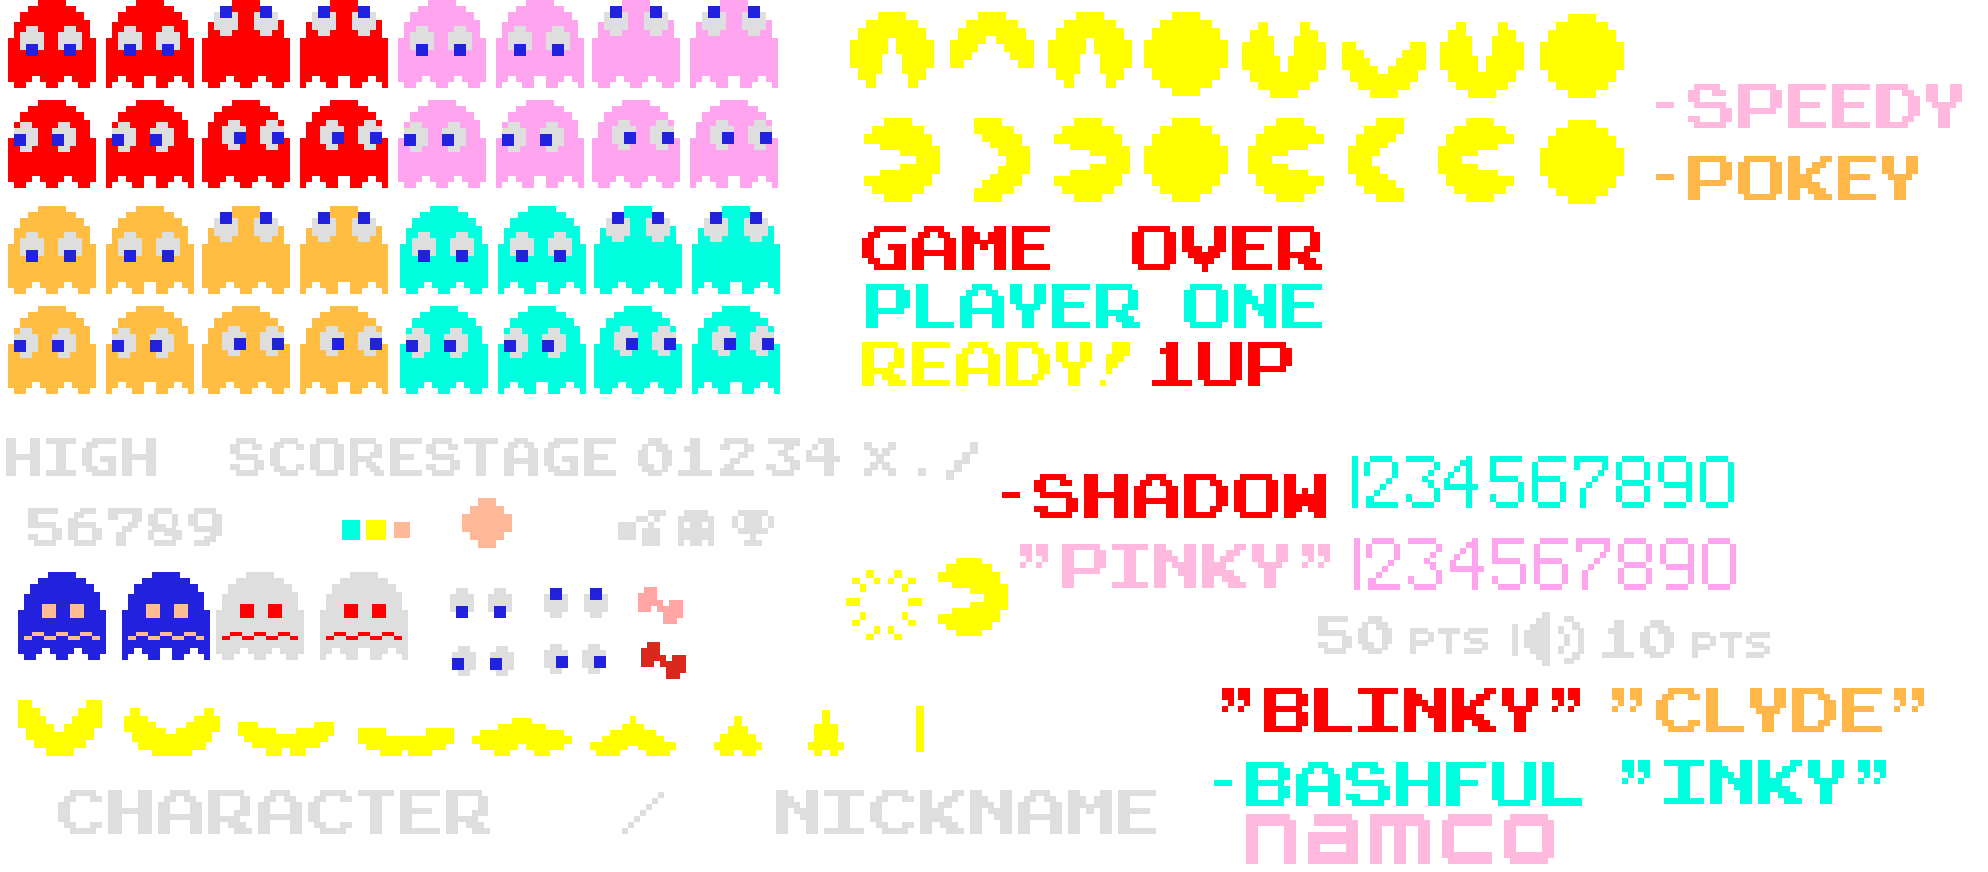 -SPEEDY
-POKEY
GAME OVER
PLAYER ONE
READY! 1UP
HIGH SCORESTAGE 01234 X . /
-SHADOW 1234567890
56789
"PINKY" 1234567890
50 PTS 10 PTS
"BLINKY" "CLYDE"
-BASHFUL "INKY"
CHARACTER / NICKNAME
namco